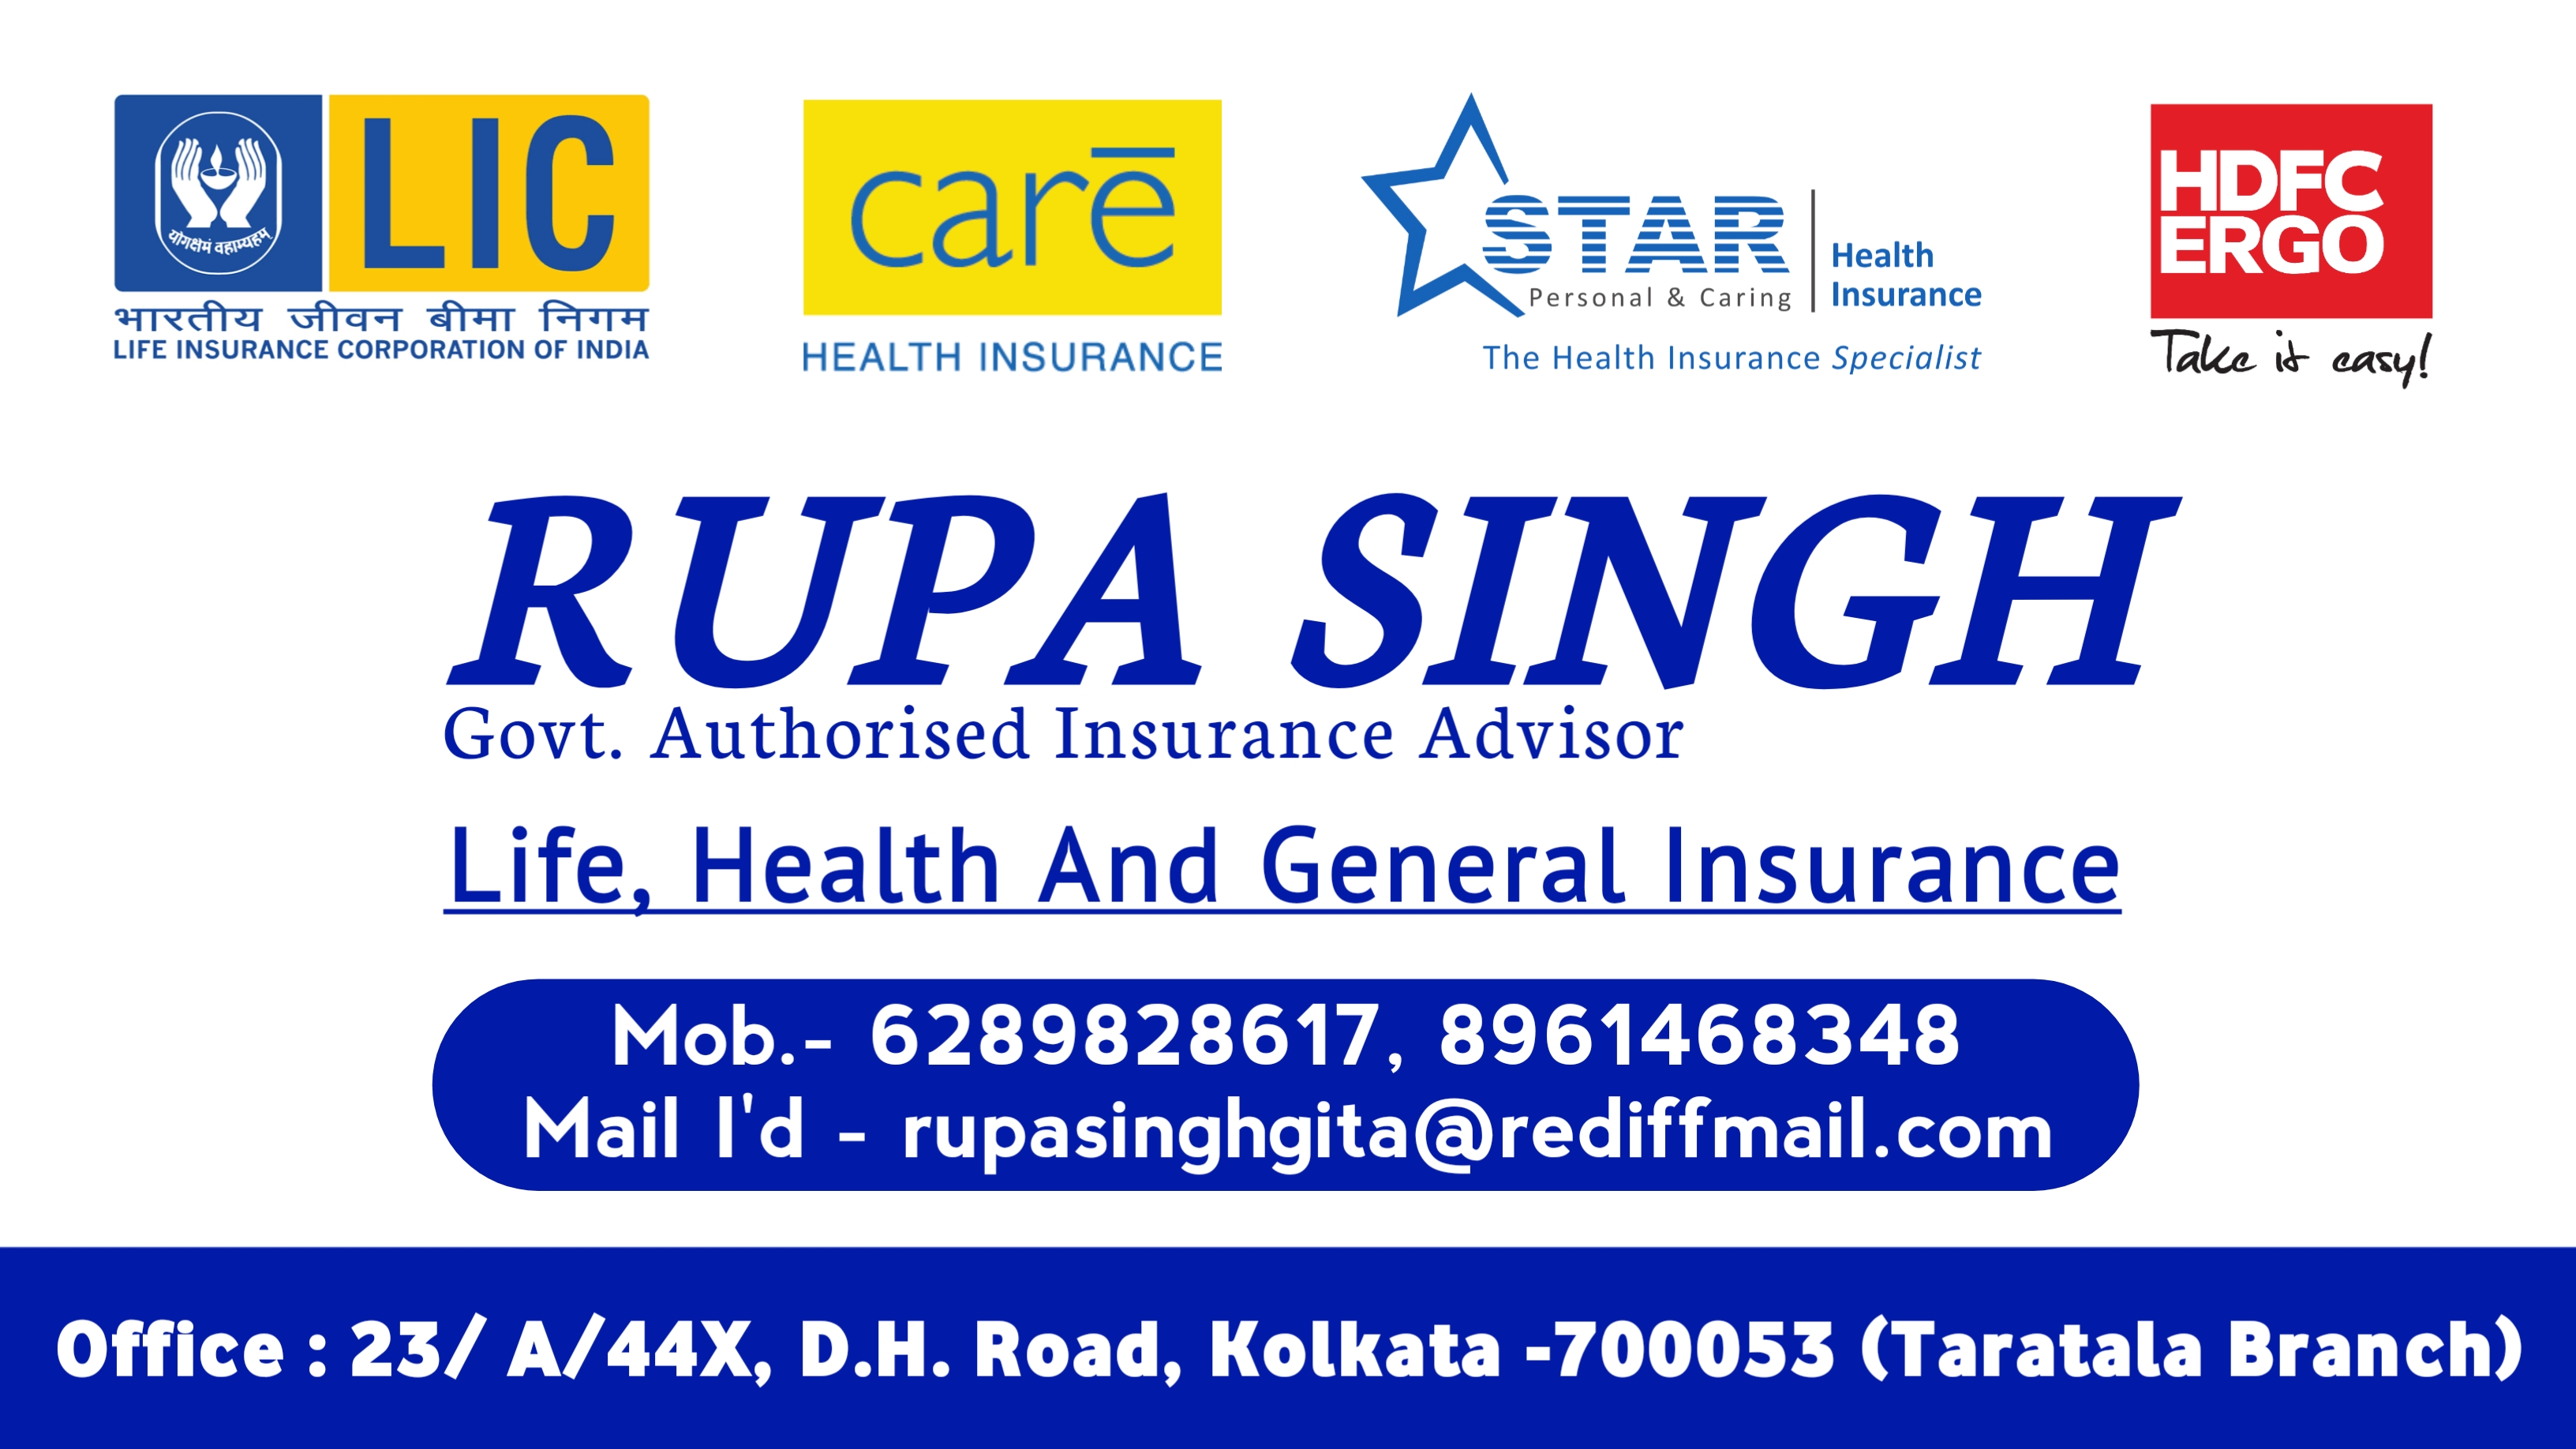 योगक्षेमं वहाम्यहम्
LIC
भारतीय जीवन बीमा निगम
LIFE INSURANCE CORPORATION OF INDIA
carē
HEALTH INSURANCE
STAR
Personal & Caring
Health
Insurance
The Health Insurance Specialist
HDFC
ERGO
Take it easy!
RUPA SINGH
Govt. Authorised Insurance Advisor
Life, Health And General Insurance
Mob.- 6289828617, 8961468348
Mail I'd - rupasinghgita@rediffmail.com
Office : 23/ A/44X, D.H. Road, Kolkata -700053 (Taratala Branch)